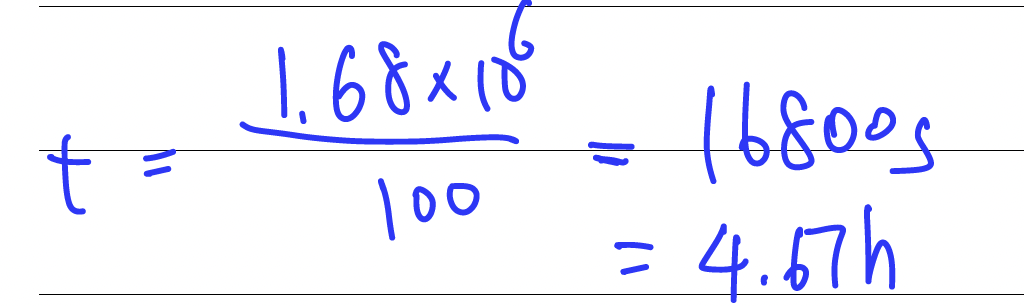 t = 1.68×10⁶ / 100 = 16800s
= 4.67h